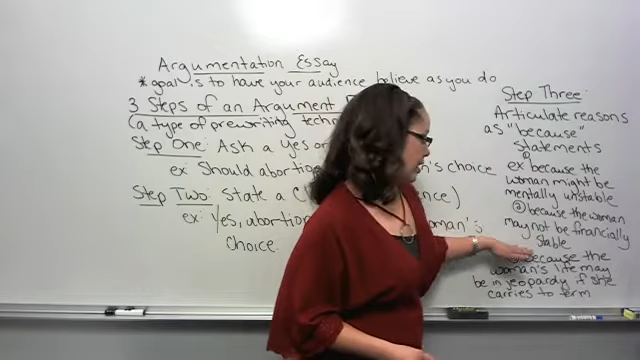 Argumentation Essay
* goal is to have your audience believe as you do
3 Steps of an Argument
(a type of prewriting
Step One: Ask a yes or
ex: Should choice
Step Two: State a
ex: Yes,
choice.
Step Three:
Articulate reasons
as "because"
statements
①
ex because the
woman might be
mentally unstable
② because the woman
may not be financially
stable
because the
woman's life may
be in jeopardy if she
carries to term